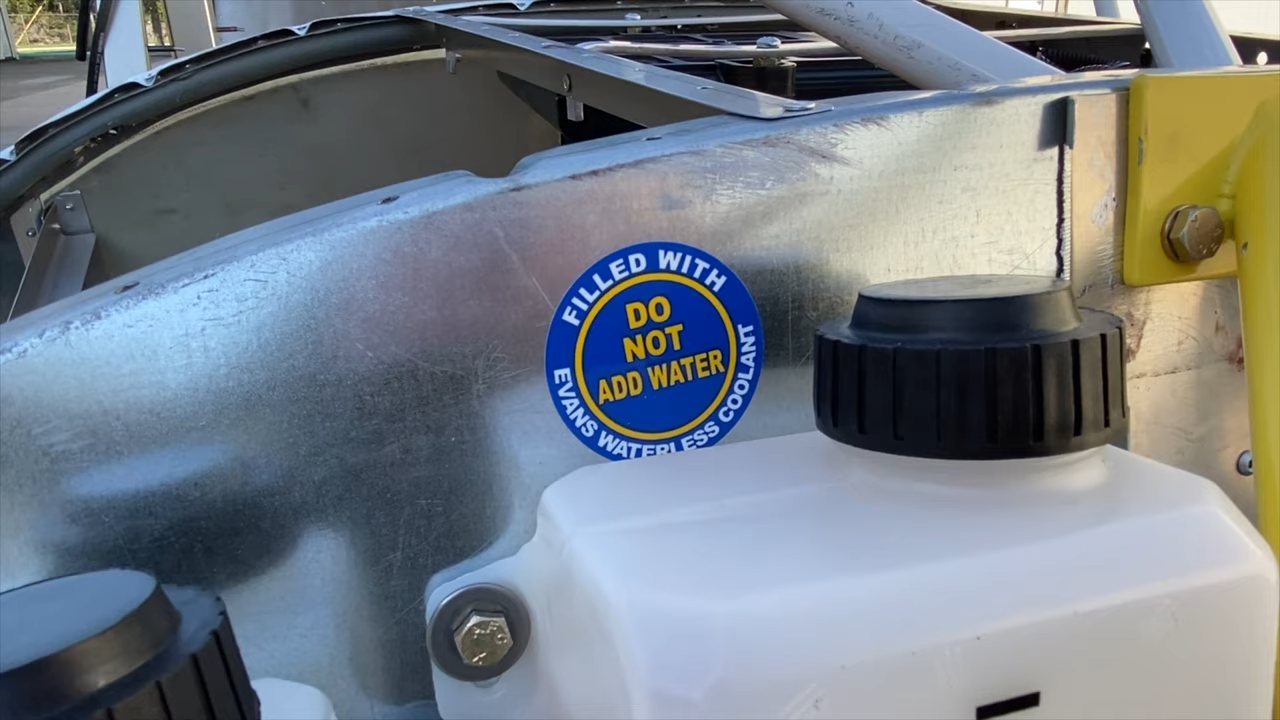 FILLED WITH
DO
NOT
ADD WATER
EVANS WATERLESS COOLANT